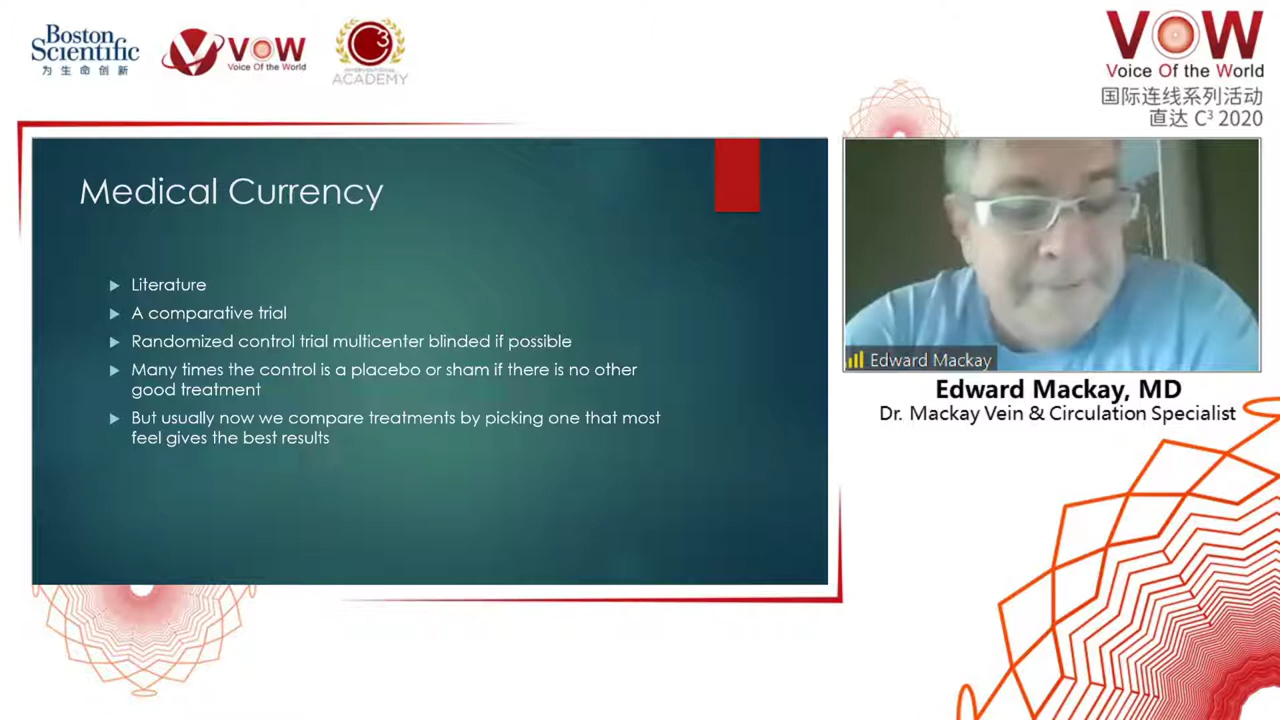 Boston
Scientific
为生命创新
VOW
Voice Of the World
C3
ACADEMY
VOW
Voice Of the World
国际连线系列活动
直达 C³ 2020
Medical Currency
Literature
A comparative trial
Randomized control trial multicenter blinded if possible
Many times the control is a placebo or sham if there is no other
good treatment
But usually now we compare treatments by picking one that most
feel gives the best results
Edward Mackay
Edward Mackay, MD
Dr. Mackay Vein & Circulation Specialist